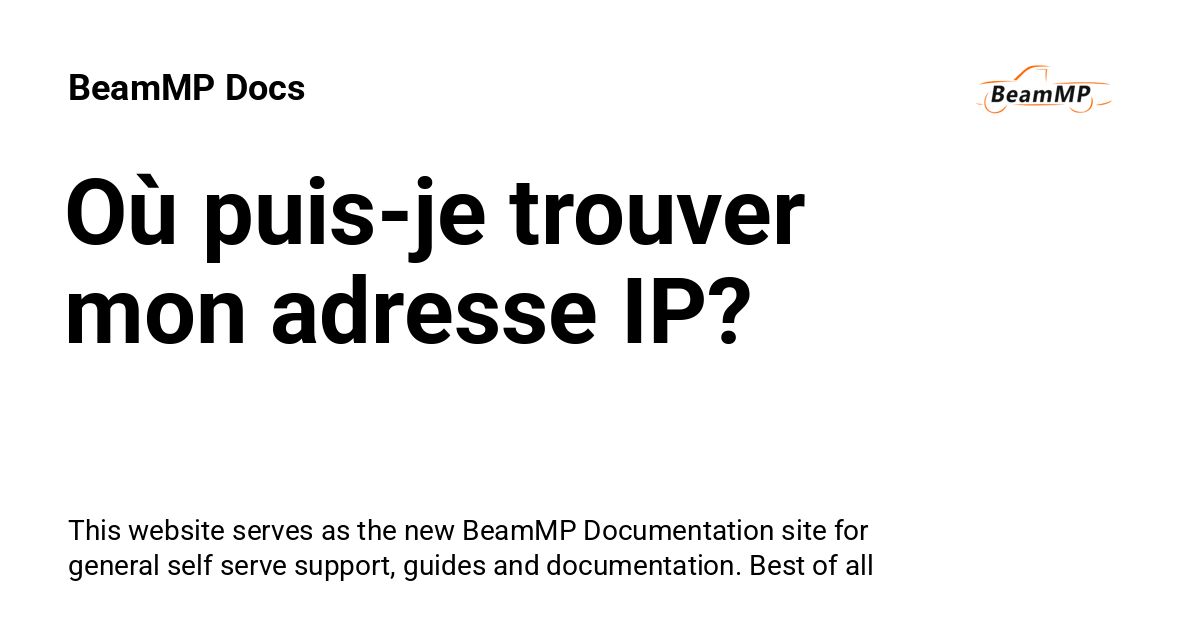 BeamMP Docs
BeamMP
Où puis-je trouver
mon adresse IP?
This website serves as the new BeamMP Documentation site for
general self serve support, guides and documentation. Best of all